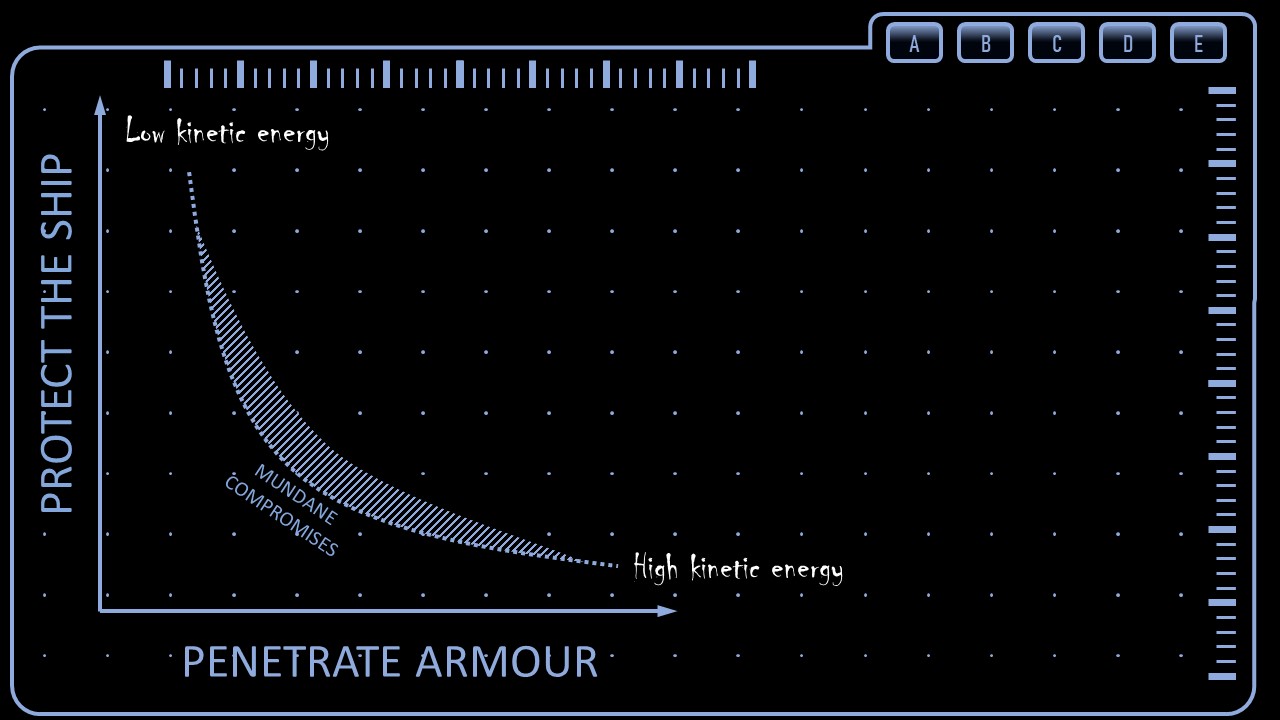 A
B
C
D
E
Low kinetic energy
PROTECT THE SHIP
MUNDANE
COMPROMISES
High kinetic energy
PENETRATE ARMOUR